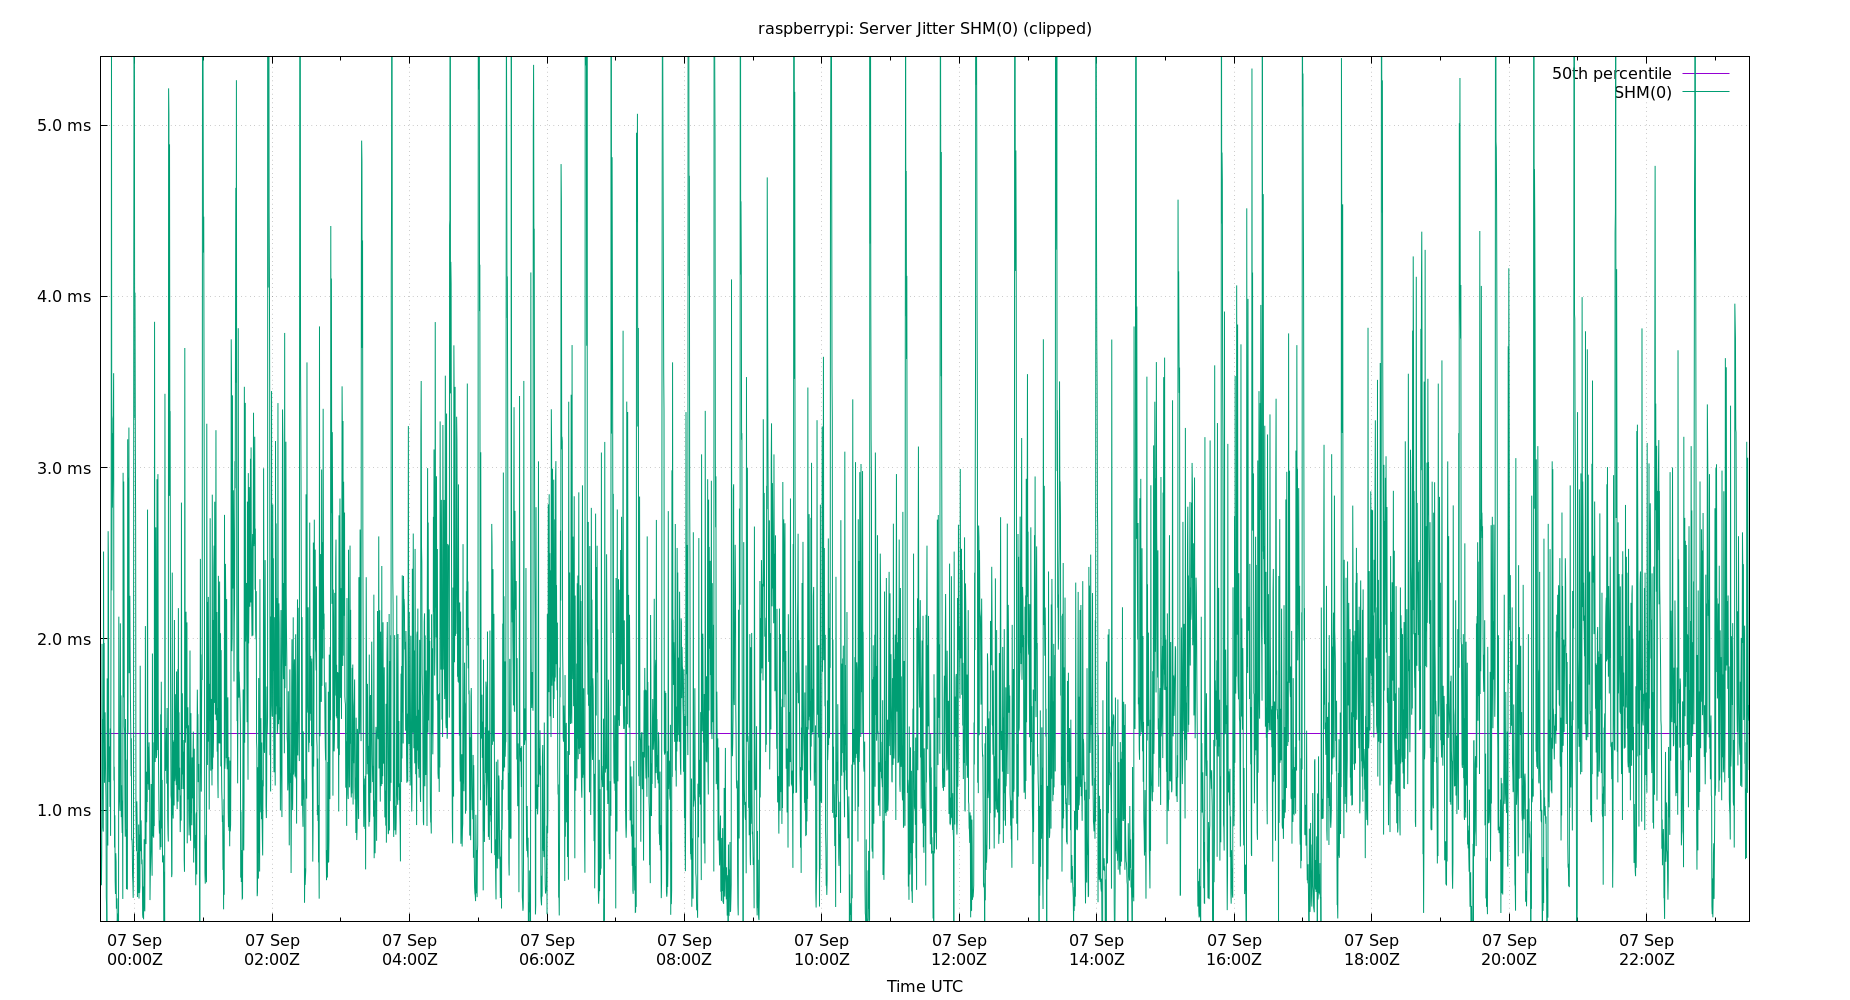 raspberrypi: Server Jitter SHM(0) (clipped)
50th percentile
SHM(0)
5.0 ms
4.0 ms
3.0 ms
2.0 ms
1.0 ms
07 Sep 07 Sep 07 Sep 07 Sep 07 Sep 07 Sep 07 Sep 07 Sep 07 Sep 07 Sep 07 Sep 07 Sep
00:00Z 02:00Z 04:00Z 06:00Z 08:00Z 10:00Z 12:00Z 14:00Z 16:00Z 18:00Z 20:00Z 22:00Z
Time UTC